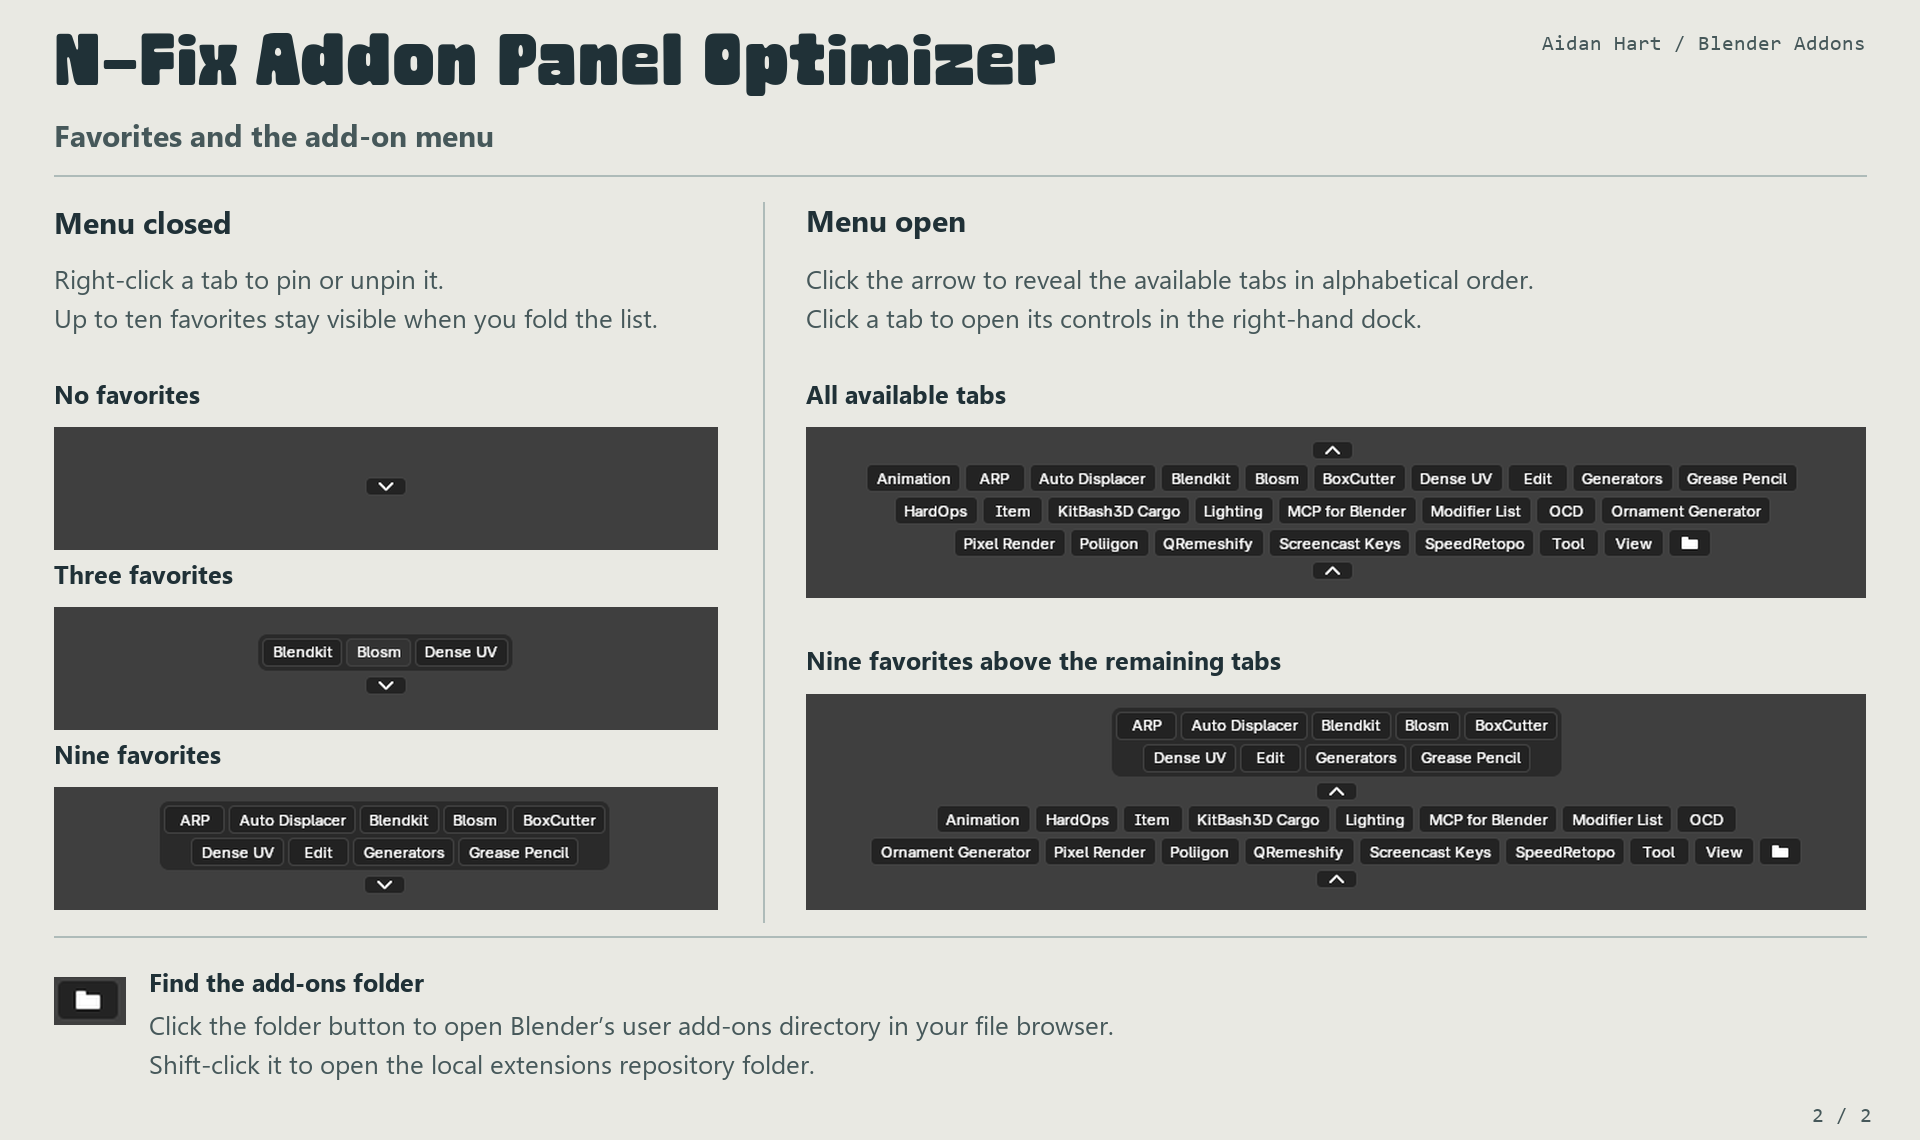 N-Fix Addon Panel Optimizer
Aidan Hart / Blender Addons
Favorites and the add-on menu
Menu closed
Right-click a tab to pin or unpin it.
Up to ten favorites stay visible when you fold the list.
No favorites
Three favorites
Blendkit Blosm Dense UV
Nine favorites
ARP Auto Displacer Blendkit Blosm BoxCutter
Dense UV Edit Generators Grease Pencil
Menu open
Click the arrow to reveal the available tabs in alphabetical order.
Click a tab to open its controls in the right-hand dock.
All available tabs
Animation ARP Auto Displacer Blendkit Blosm BoxCutter Dense UV Edit Generators Grease Pencil
HardOps Item KitBash3D Cargo Lighting MCP for Blender Modifier List OCD Ornament Generator
Pixel Render Poliigon QRemeshify Screencast Keys SpeedRetopo Tool View
Nine favorites above the remaining tabs
ARP Auto Displacer Blendkit Blosm BoxCutter
Dense UV Edit Generators Grease Pencil
Animation HardOps Item KitBash3D Cargo Lighting MCP for Blender Modifier List OCD
Ornament Generator Pixel Render Poliigon QRemeshify Screencast Keys SpeedRetopo Tool View
Find the add-ons folder
Click the folder button to open Blender’s user add-ons directory in your file browser.
Shift-click it to open the local extensions repository folder.
2 / 2